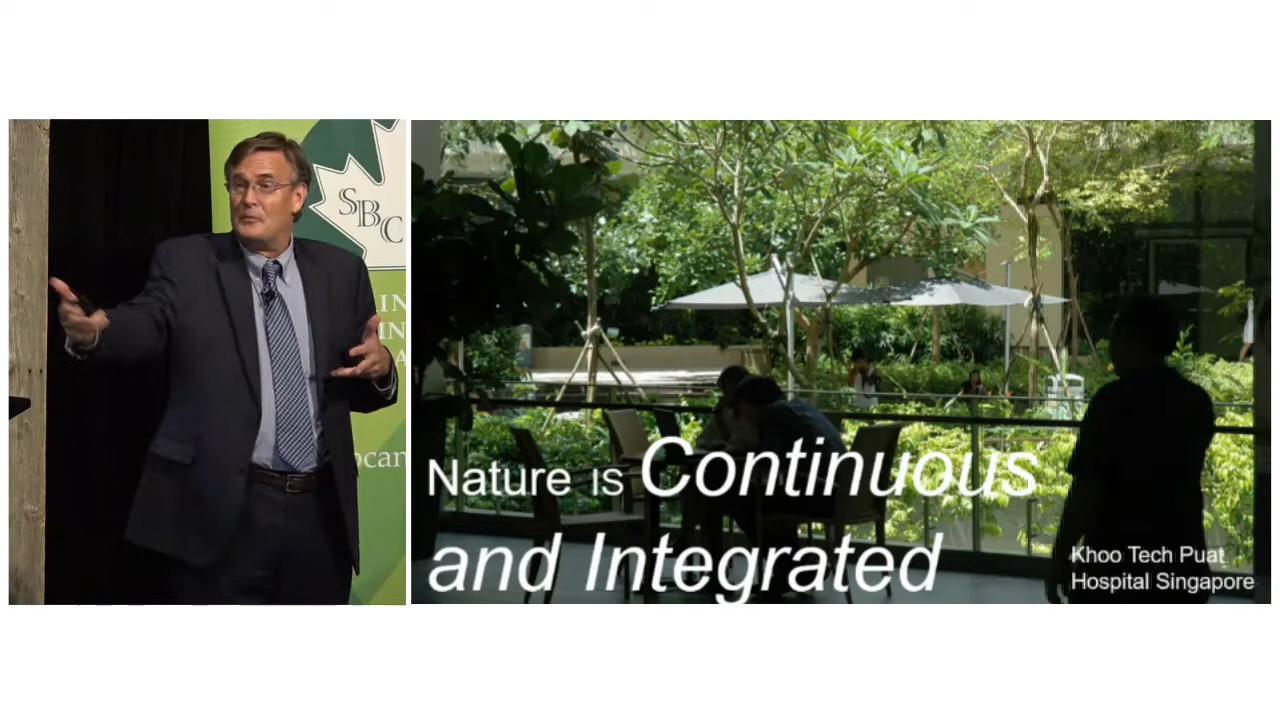 SBC
Nature is Continuous
and Integrated
Khoo Tech Puat
Hospital Singapore